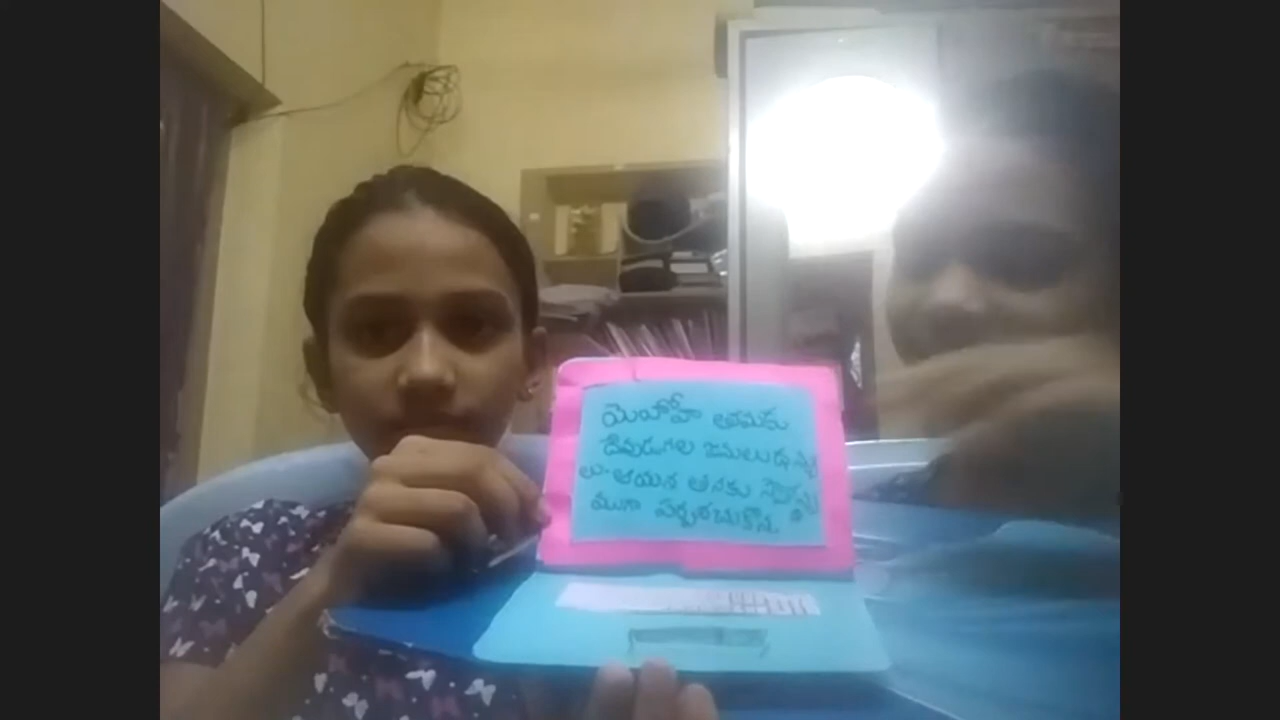 యెహోవా తమకు
దేవుడుగల జనులు ధన్యు
లు. ఆయన తనకు
ముగా ఏర్పరచుకొన